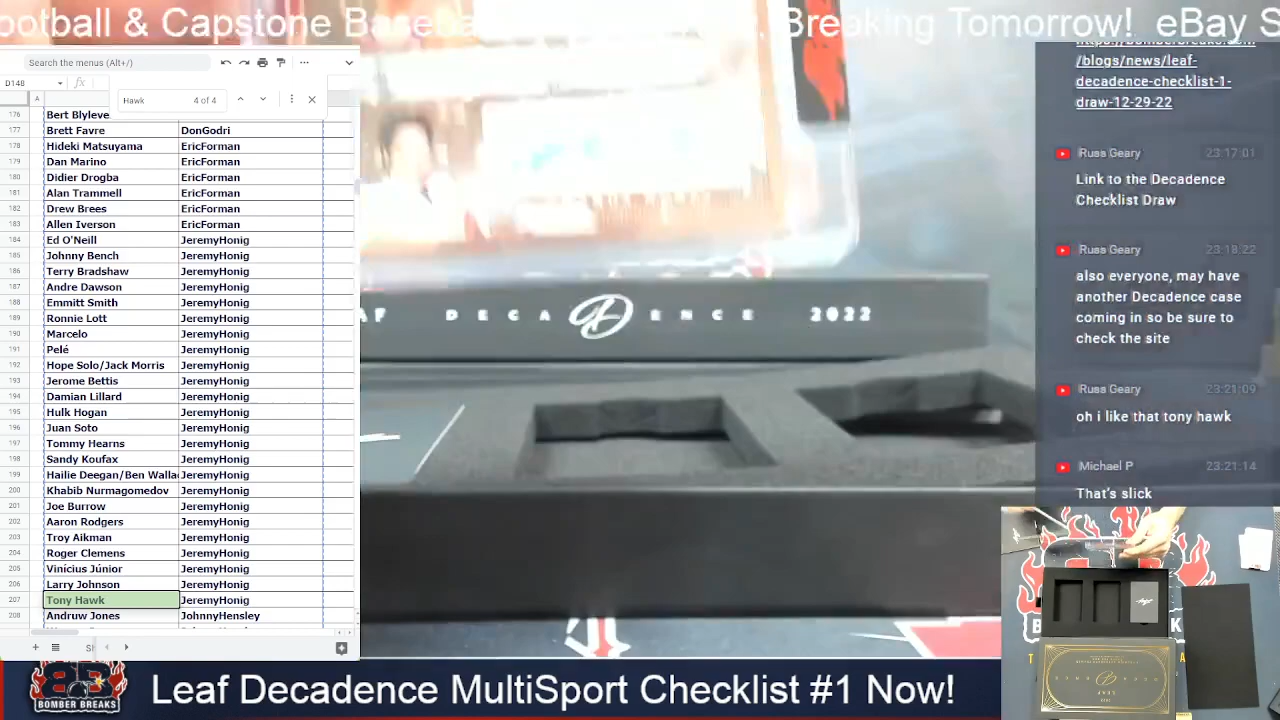 ootball & Capstone Baseba
Breaking Tomorrow! eBay S
Search the menus (Alt+/)
D148
fx
Hawk 4 of 4
A
176 Bert Blyleve
177 Brett Favre DonGodri
178 Hideki Matsuyama EricForman
179 Dan Marino EricForman
180 Didier Drogba EricForman
181 Alan Trammell EricForman
182 Drew Brees EricForman
183 Allen Iverson EricForman
184 Ed O'Neill JeremyHonig
185 Johnny Bench JeremyHonig
186 Terry Bradshaw JeremyHonig
187 Andre Dawson JeremyHonig
188 Emmitt Smith JeremyHonig
189 Ronnie Lott JeremyHonig
190 Marcelo JeremyHonig
191 Pelé JeremyHonig
192 Hope Solo/Jack Morris JeremyHonig
193 Jerome Bettis JeremyHonig
194 Damian Lillard JeremyHonig
195 Hulk Hogan JeremyHonig
196 Juan Soto JeremyHonig
197 Tommy Hearns JeremyHonig
198 Sandy Koufax JeremyHonig
199 Hailie Deegan/Ben Walla JeremyHonig
200 Khabib Nurmagomedov JeremyHonig
201 Joe Burrow JeremyHonig
202 Aaron Rodgers JeremyHonig
203 Troy Aikman JeremyHonig
204 Roger Clemens JeremyHonig
205 Vinícius Júnior JeremyHonig
206 Larry Johnson JeremyHonig
207 Tony Hawk JeremyHonig
208 Andruw Jones JohnnyHensley
AF DECADENCE 2022
https://bomberbreaks.com
/blogs/news/leaf-
decadence-checklist-1-
draw-12-29-22
Russ Geary 23:17:01
Link to the Decadence
Checklist Draw
Russ Geary 23:18:22
also everyone, may have
another Decadence case
coming in so be sure to
check the site
Russ Geary 23:21:09
oh i like that tony hawk
Michael P 23:21:14
That's slick
BOMBER BREAKS
Leaf Decadence MultiSport Checklist #1 Now!